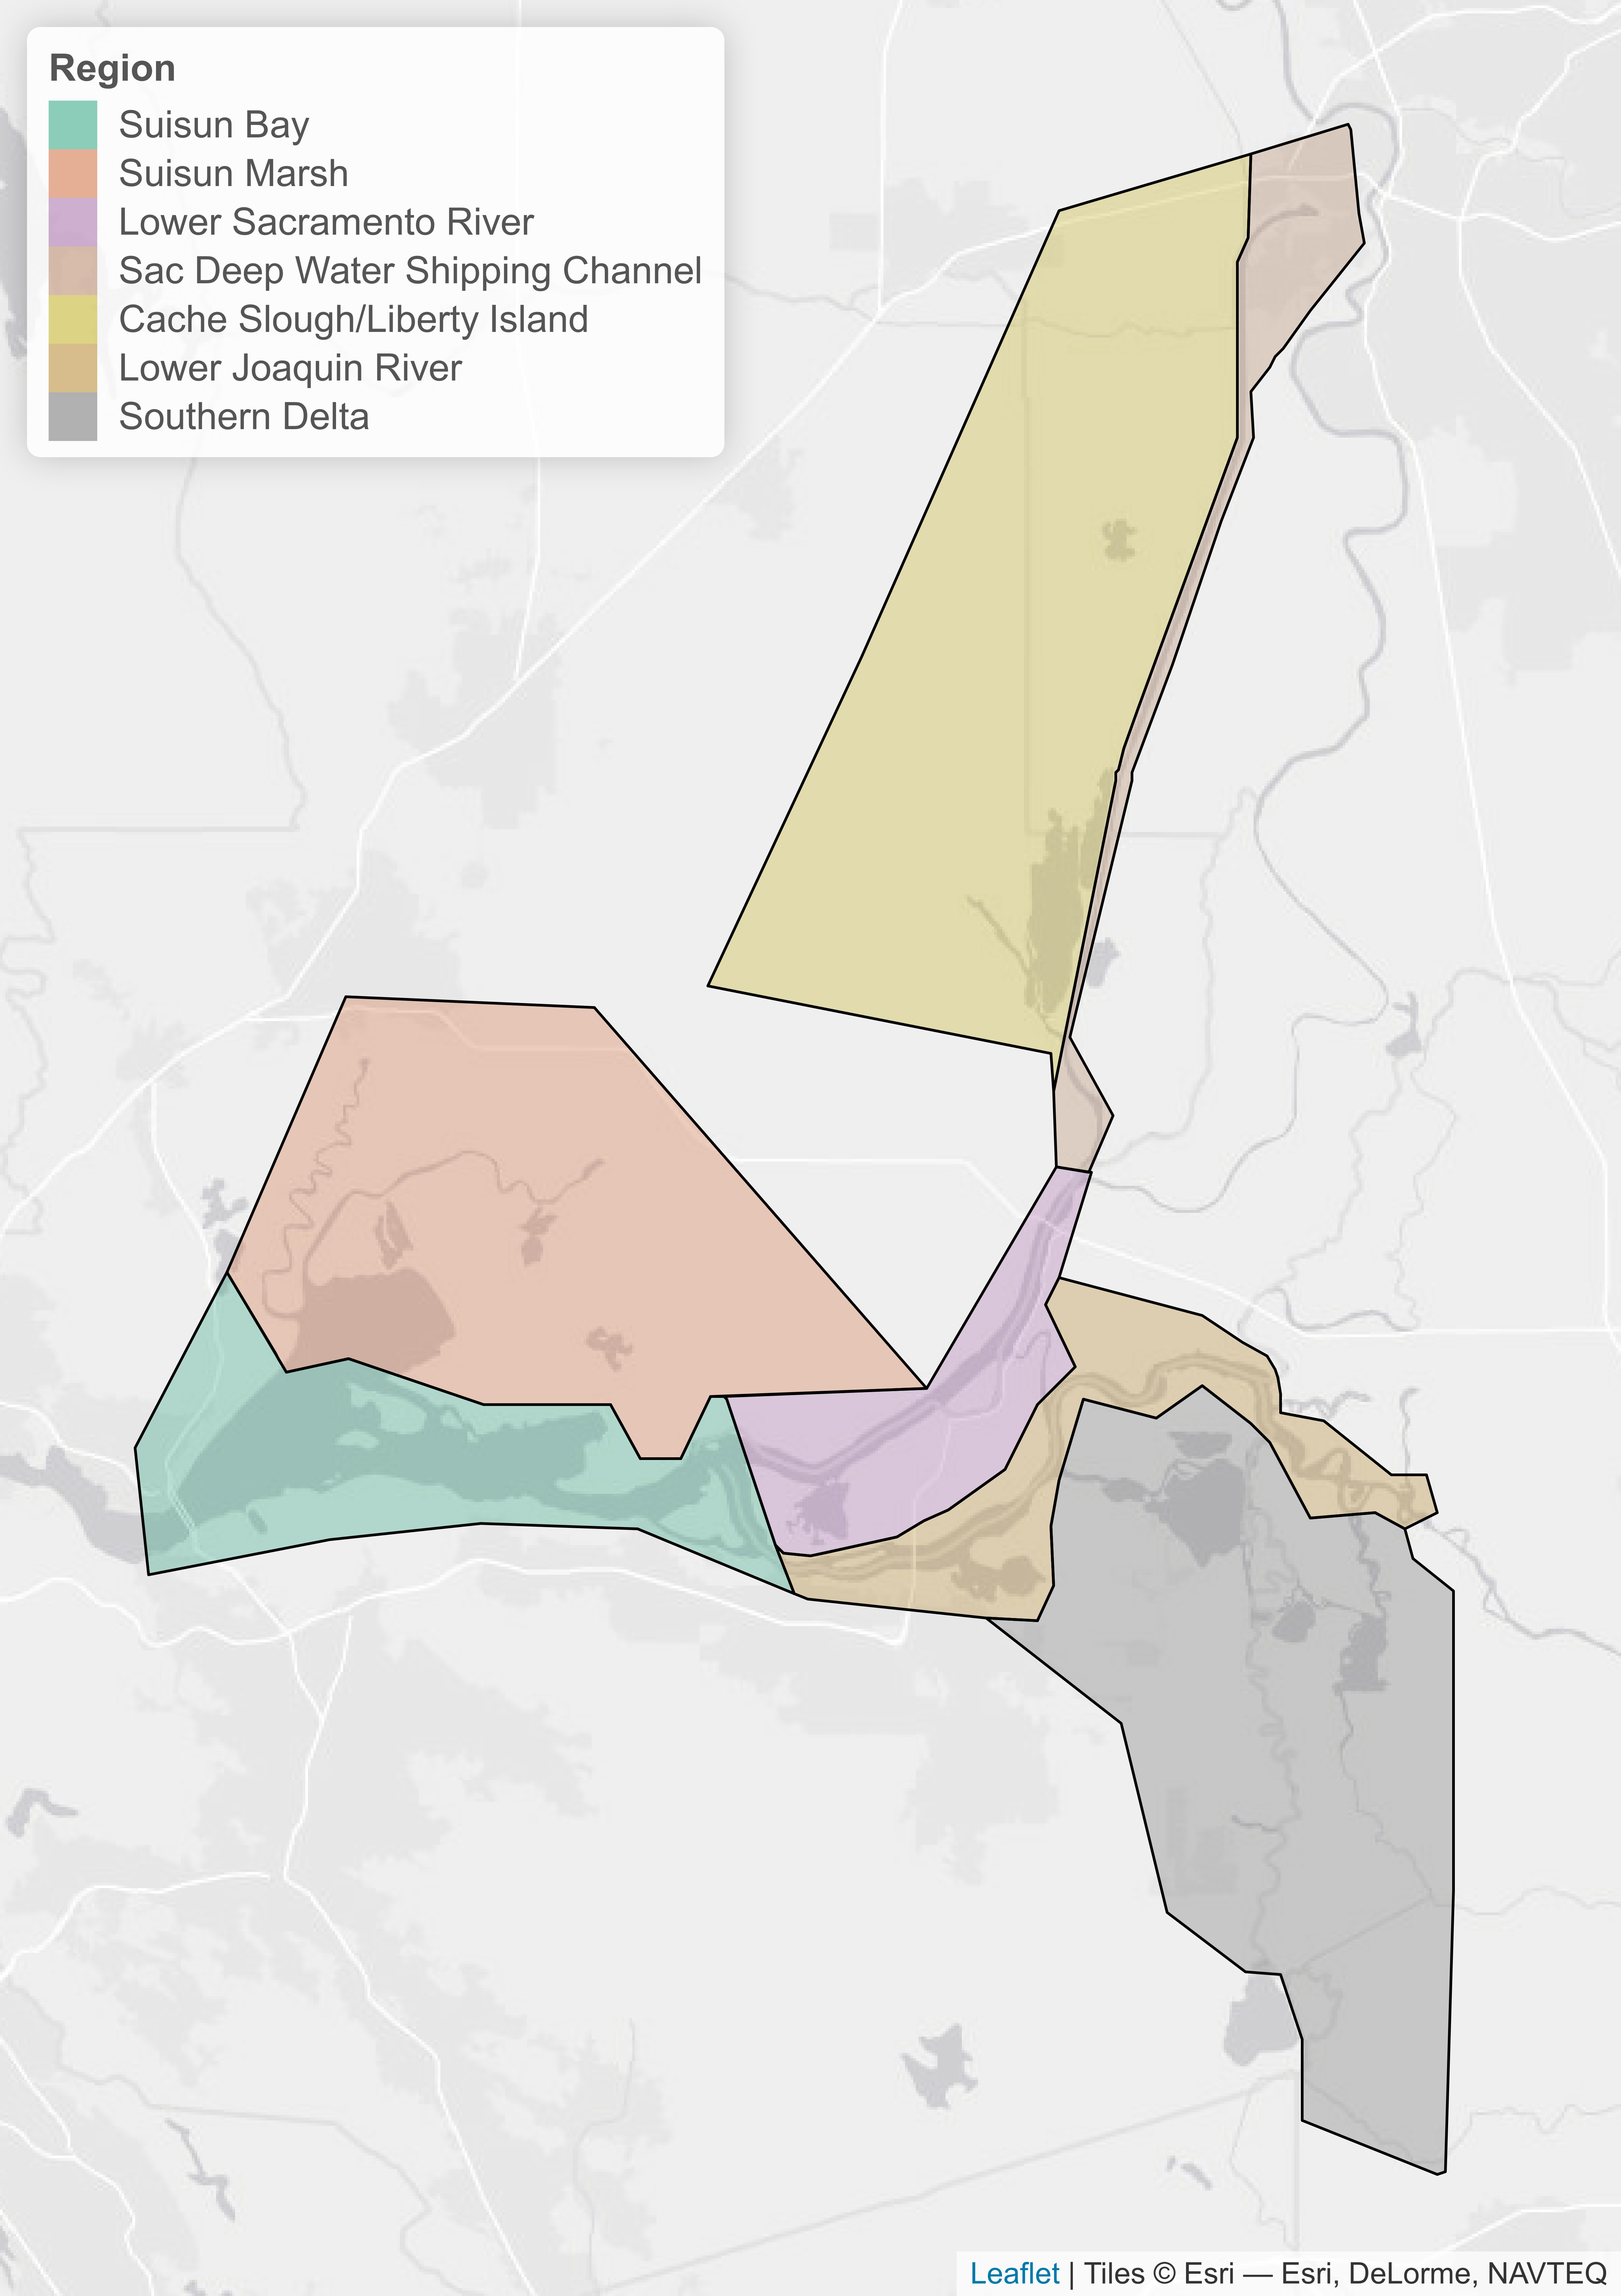 Region
Suisun Bay
Suisun Marsh
Lower Sacramento River
Sac Deep Water Shipping Channel
Cache Slough/Liberty Island
Lower Joaquin River
Southern Delta
Leaflet | Tiles © Esri — Esri, DeLorme, NAVTEQ